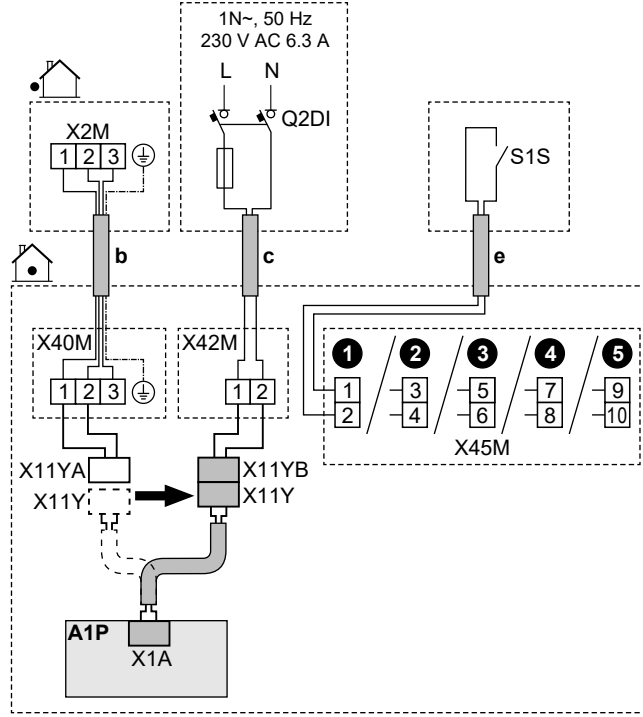 1N~, 50 Hz
230 V AC 6.3 A
L N
Q2DI
X2M
1 2 3
S1S
b
c
e
X40M
1 2 3
X42M
1 2
1 2 3 4 5
1 3 5 7 9
2 4 6 8 10
X45M
X11YA
X11YB
X11Y
X11Y
A1P
X1A